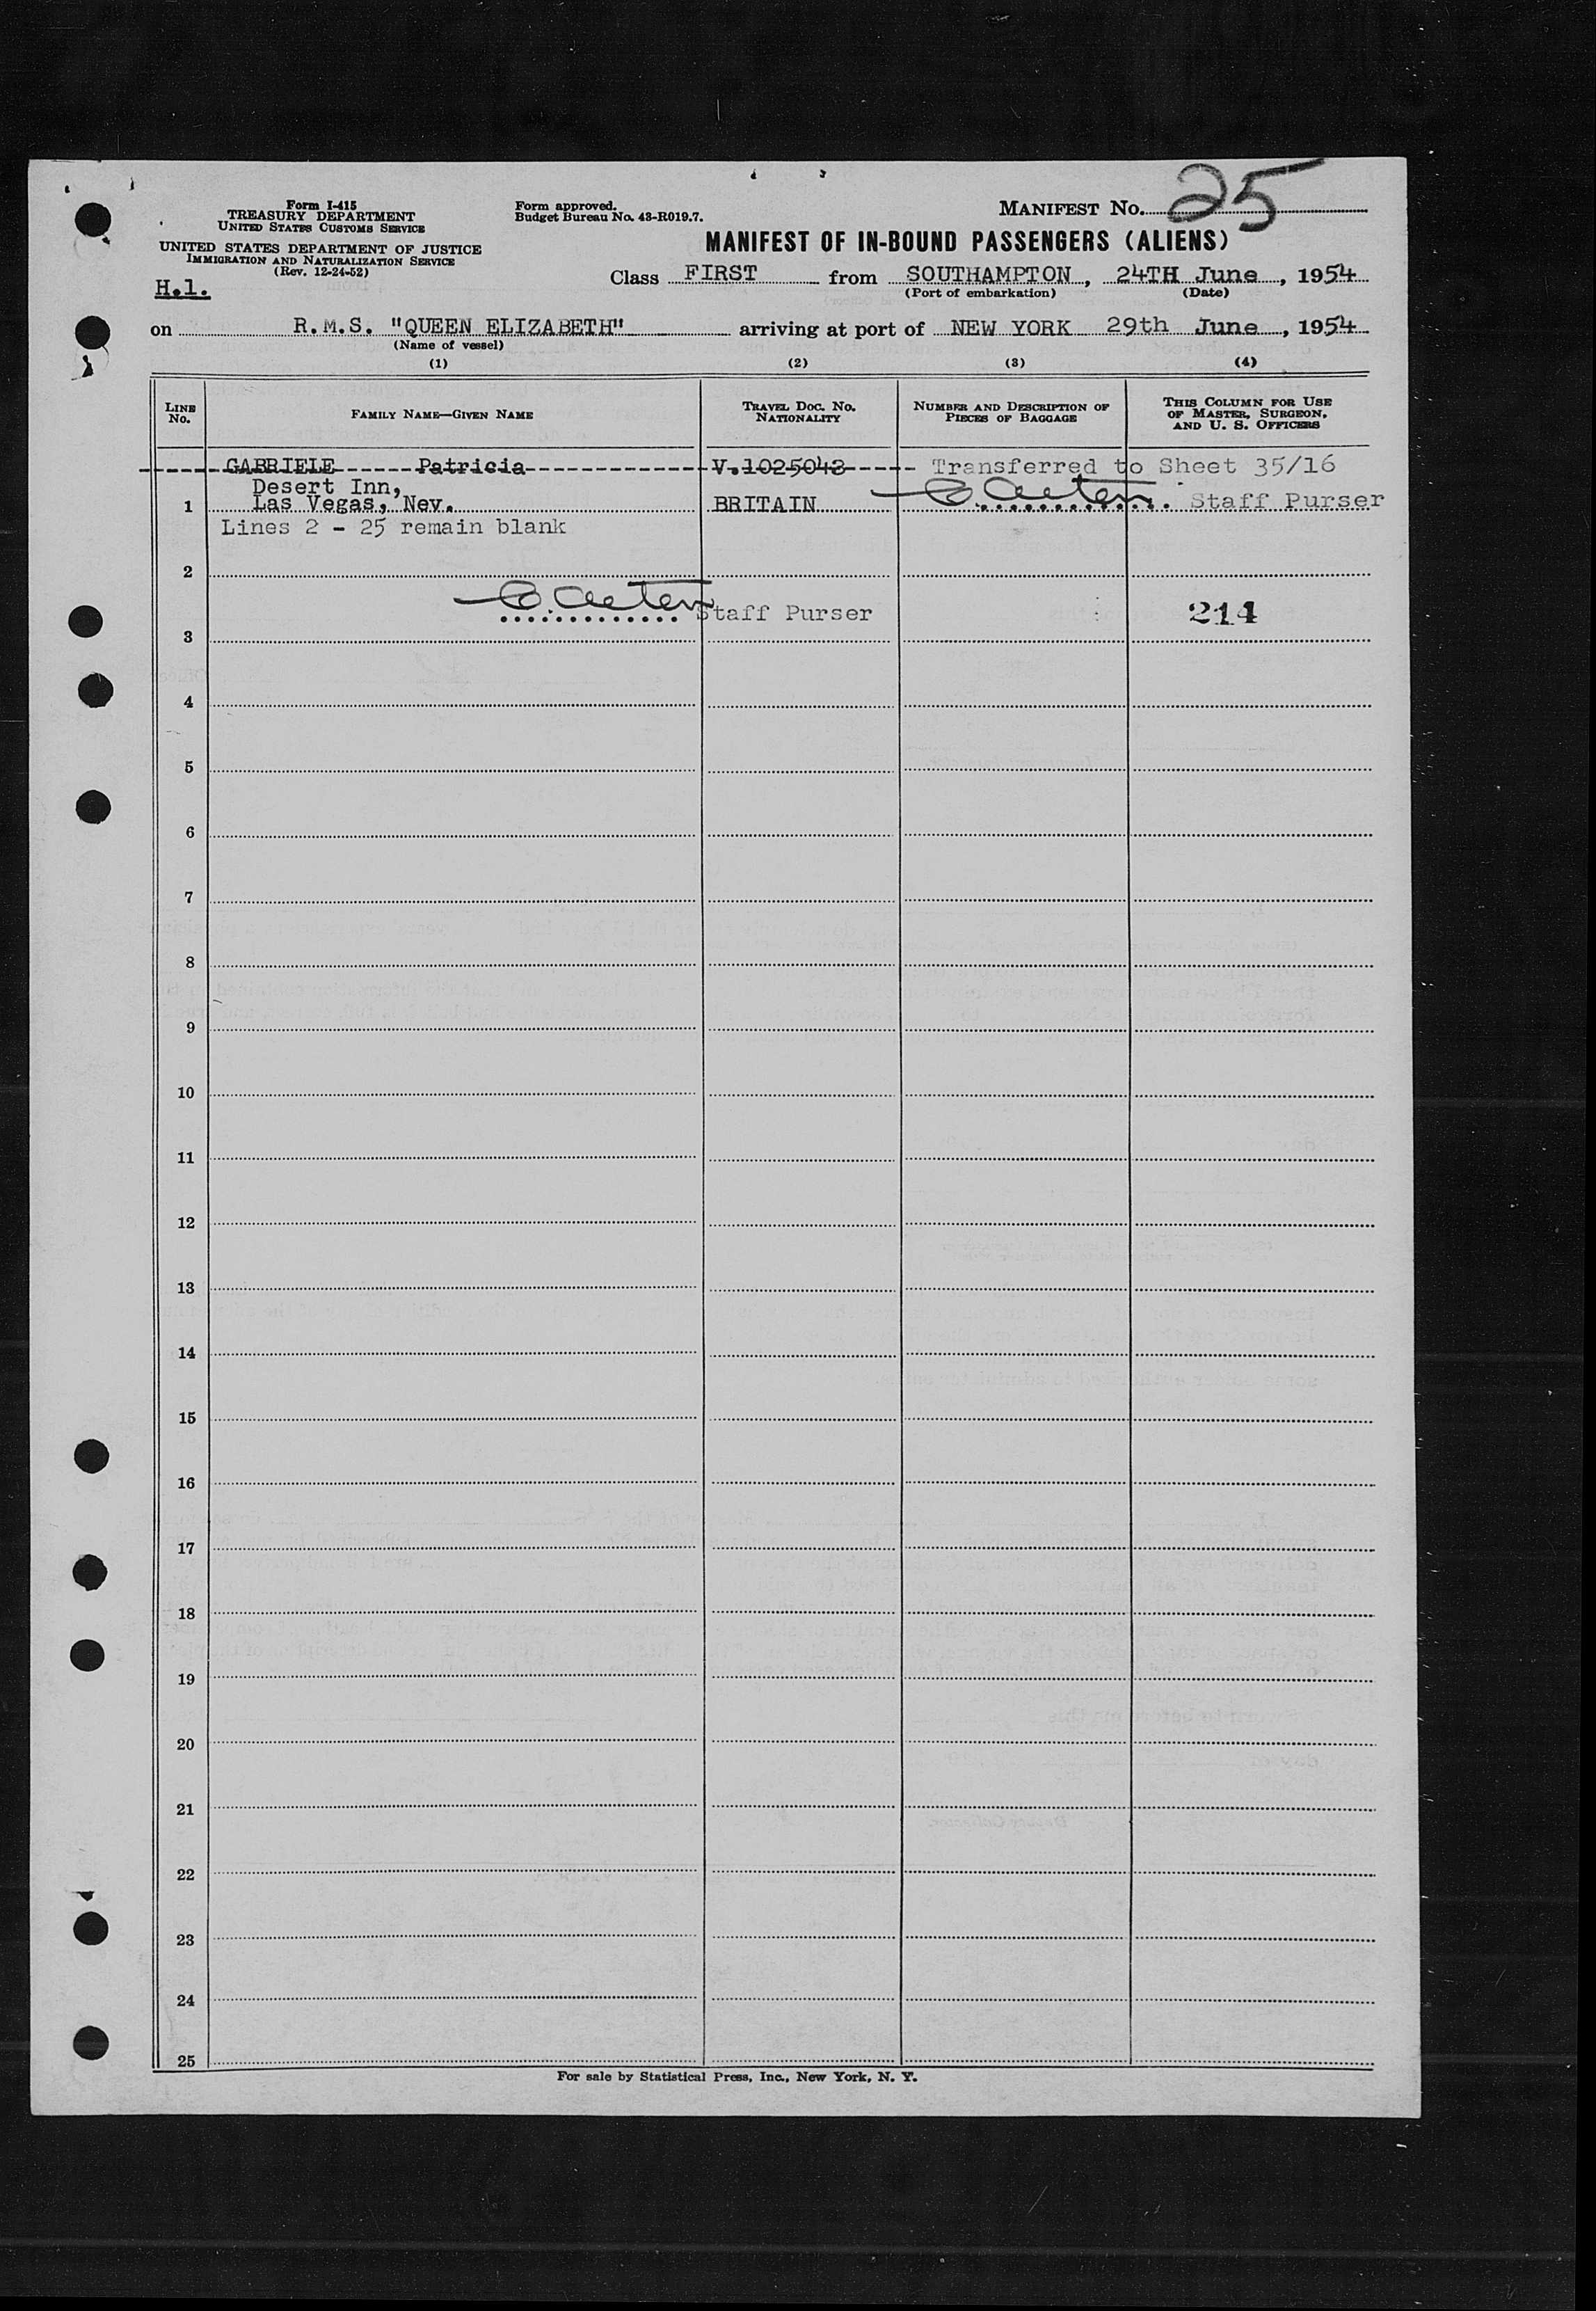 Form I-415
TREASURY DEPARTMENT
UNITED STATES CUSTOMS SERVICE
UNITED STATES DEPARTMENT OF JUSTICE
IMMIGRATION AND NATURALIZATION SERVICE
(Rev. 12-24-52)
H.1.
Form approved.
Budget Bureau No. 43-R019.7.
MANIFEST No. 25
MANIFEST OF IN-BOUND PASSENGERS (ALIENS)
Class FIRST from SOUTHAMPTON, 24TH June, 1954
(Port of embarkation) (Date)
on R.M.S. "QUEEN ELIZABETH" arriving at port of NEW YORK 29th June, 1954
(Name of vessel)
(1) (2) (3) (4)
LINE No. FAMILY NAME—GIVEN NAME TRAVEL DOC. NO. NATIONALITY NUMBER AND DESCRIPTION OF PIECES OF BAGGAGE THIS COLUMN FOR USE OF MASTER, SURGEON, AND U. S. OFFICERS
GABRIELE Patricia V.1025043 Transferred to Sheet 35/16
Desert Inn,
1 Las Vegas, Nev. BRITAIN Staff Purser
Lines 2 - 25 remain blank
2
Staff Purser 214
3
4
5
6
7
8
9
10
11
12
13
14
15
16
17
18
19
20
21
22
23
24
25
For sale by Statistical Press, Inc., New York, N. Y.